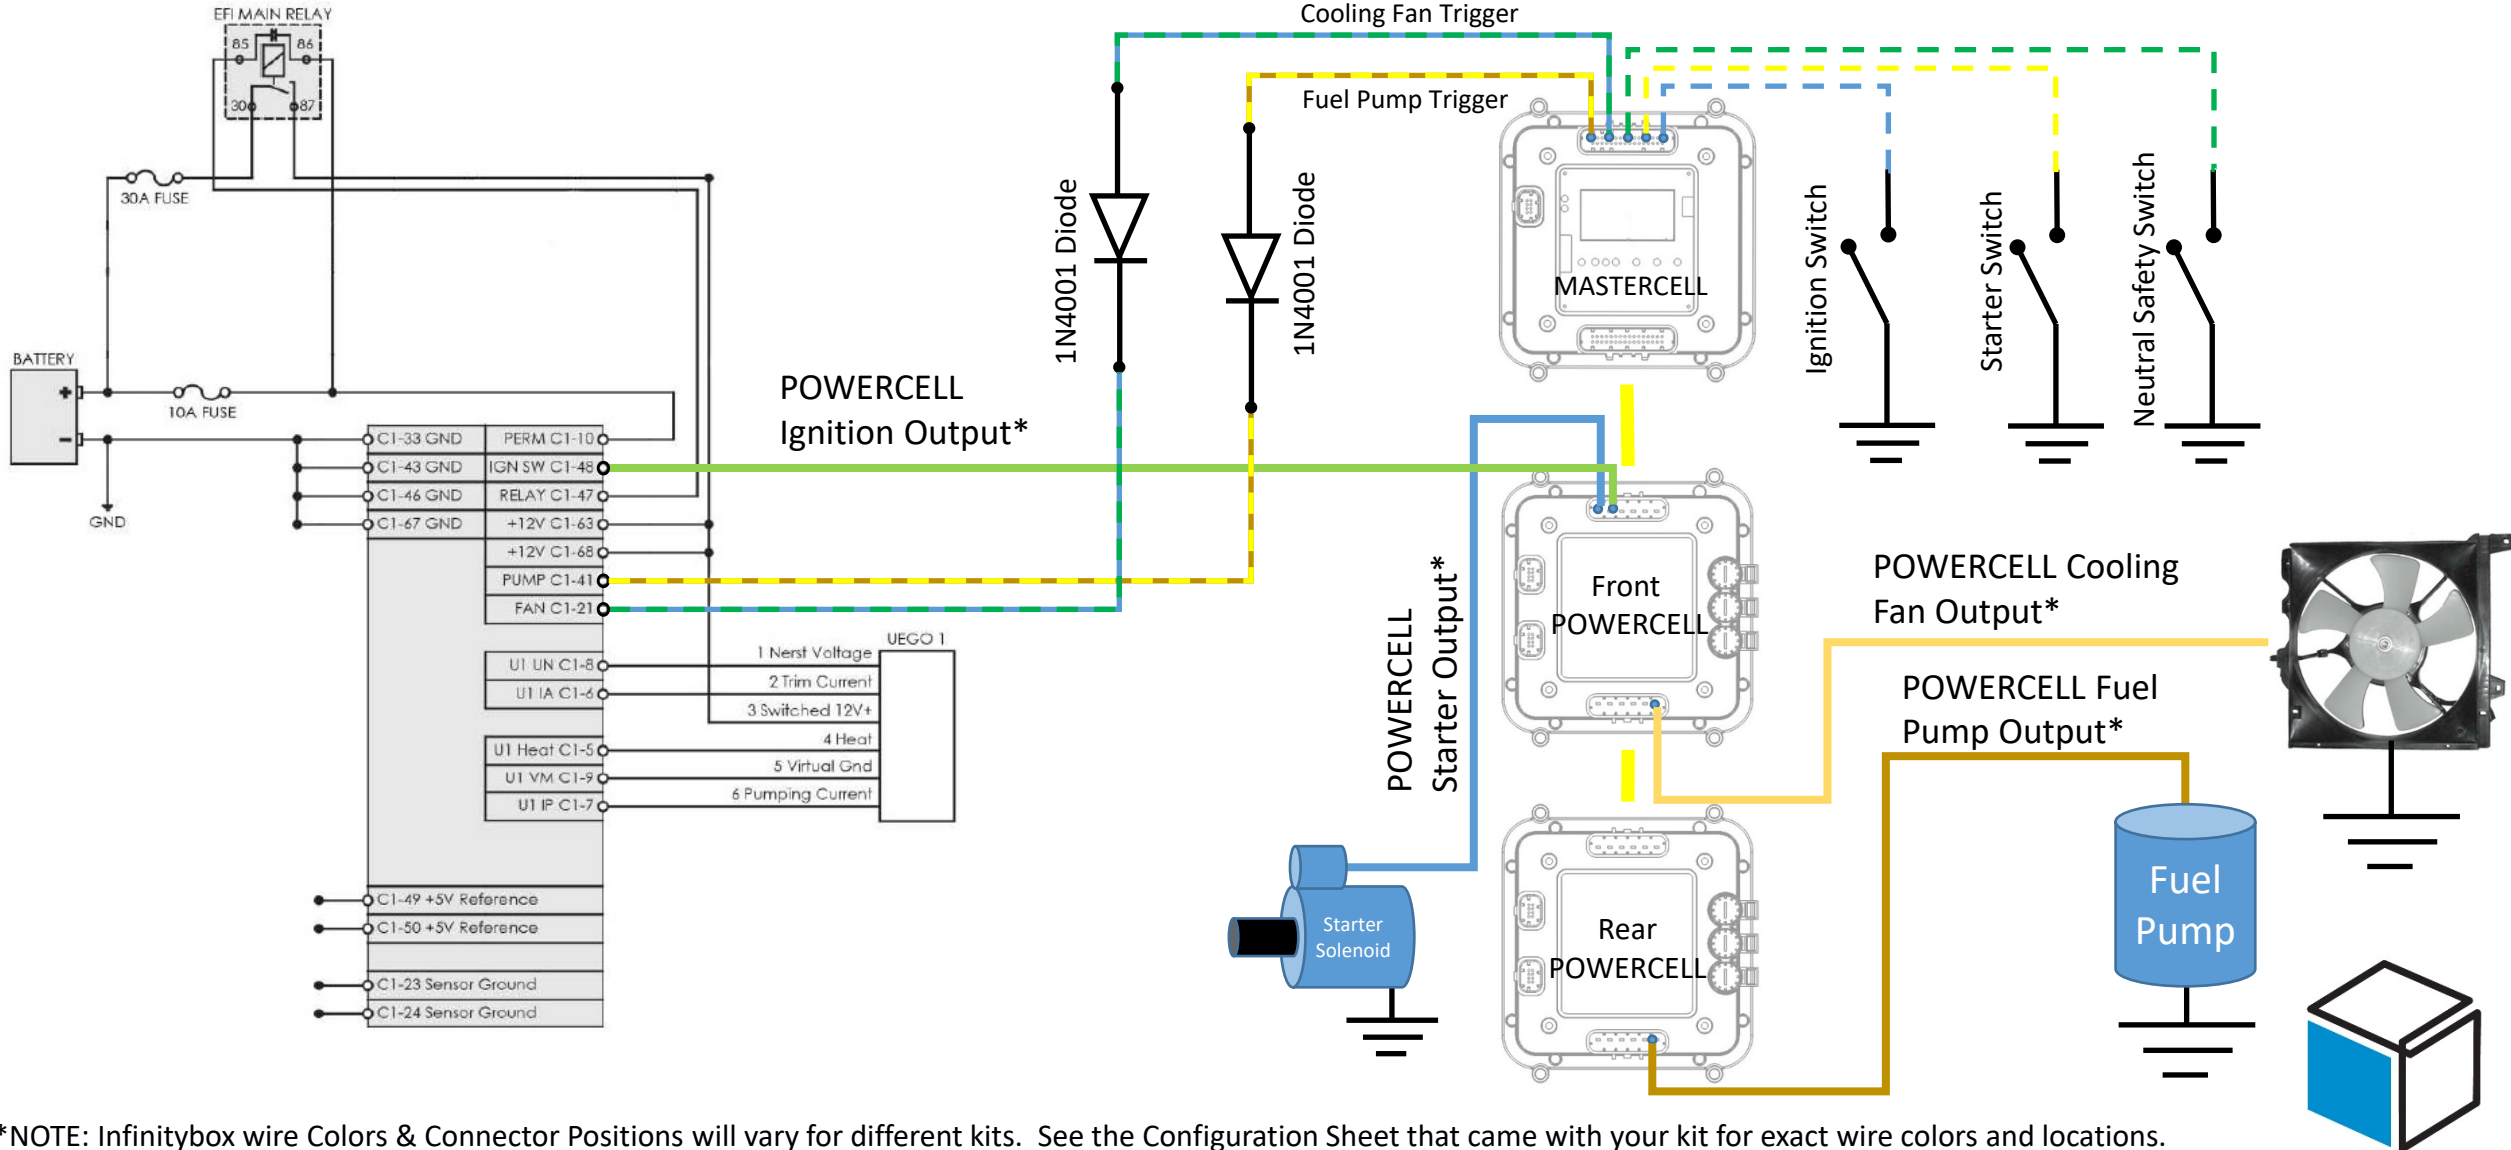 EFI MAIN RELAY
85
86
30
87
30A FUSE
BATTERY
+
-
10A FUSE
GND
C1-33 GND
C1-43 GND
C1-46 GND
C1-67 GND
PERM C1-10
IGN SW C1-48
RELAY C1-47
+12V C1-63
+12V C1-68
PUMP C1-41
FAN C1-21
U1 UN C1-8
U1 IA C1-6
U1 Heat C1-5
U1 VM C1-9
U1 IP C1-7
C1-49 +5V Reference
C1-50 +5V Reference
C1-23 Sensor Ground
C1-24 Sensor Ground
UEGO 1
1 Nerst Voltage
2 Trim Current
3 Switched 12V+
4 Heat
5 Virtual Gnd
6 Pumping Current
POWERCELL
Ignition Output*
1N4001 Diode
1N4001 Diode
Cooling Fan Trigger
Fuel Pump Trigger
MASTERCELL
Ignition Switch
Starter Switch
Neutral Safety Switch
Front
POWERCELL
POWERCELL
Starter Output*
POWERCELL Cooling
Fan Output*
POWERCELL Fuel
Pump Output*
Starter
Solenoid
Rear
POWERCELL
Fuel
Pump
*NOTE: Infinitybox wire Colors & Connector Positions will vary for different kits.  See the Configuration Sheet that came with your kit for exact wire colors and locations.